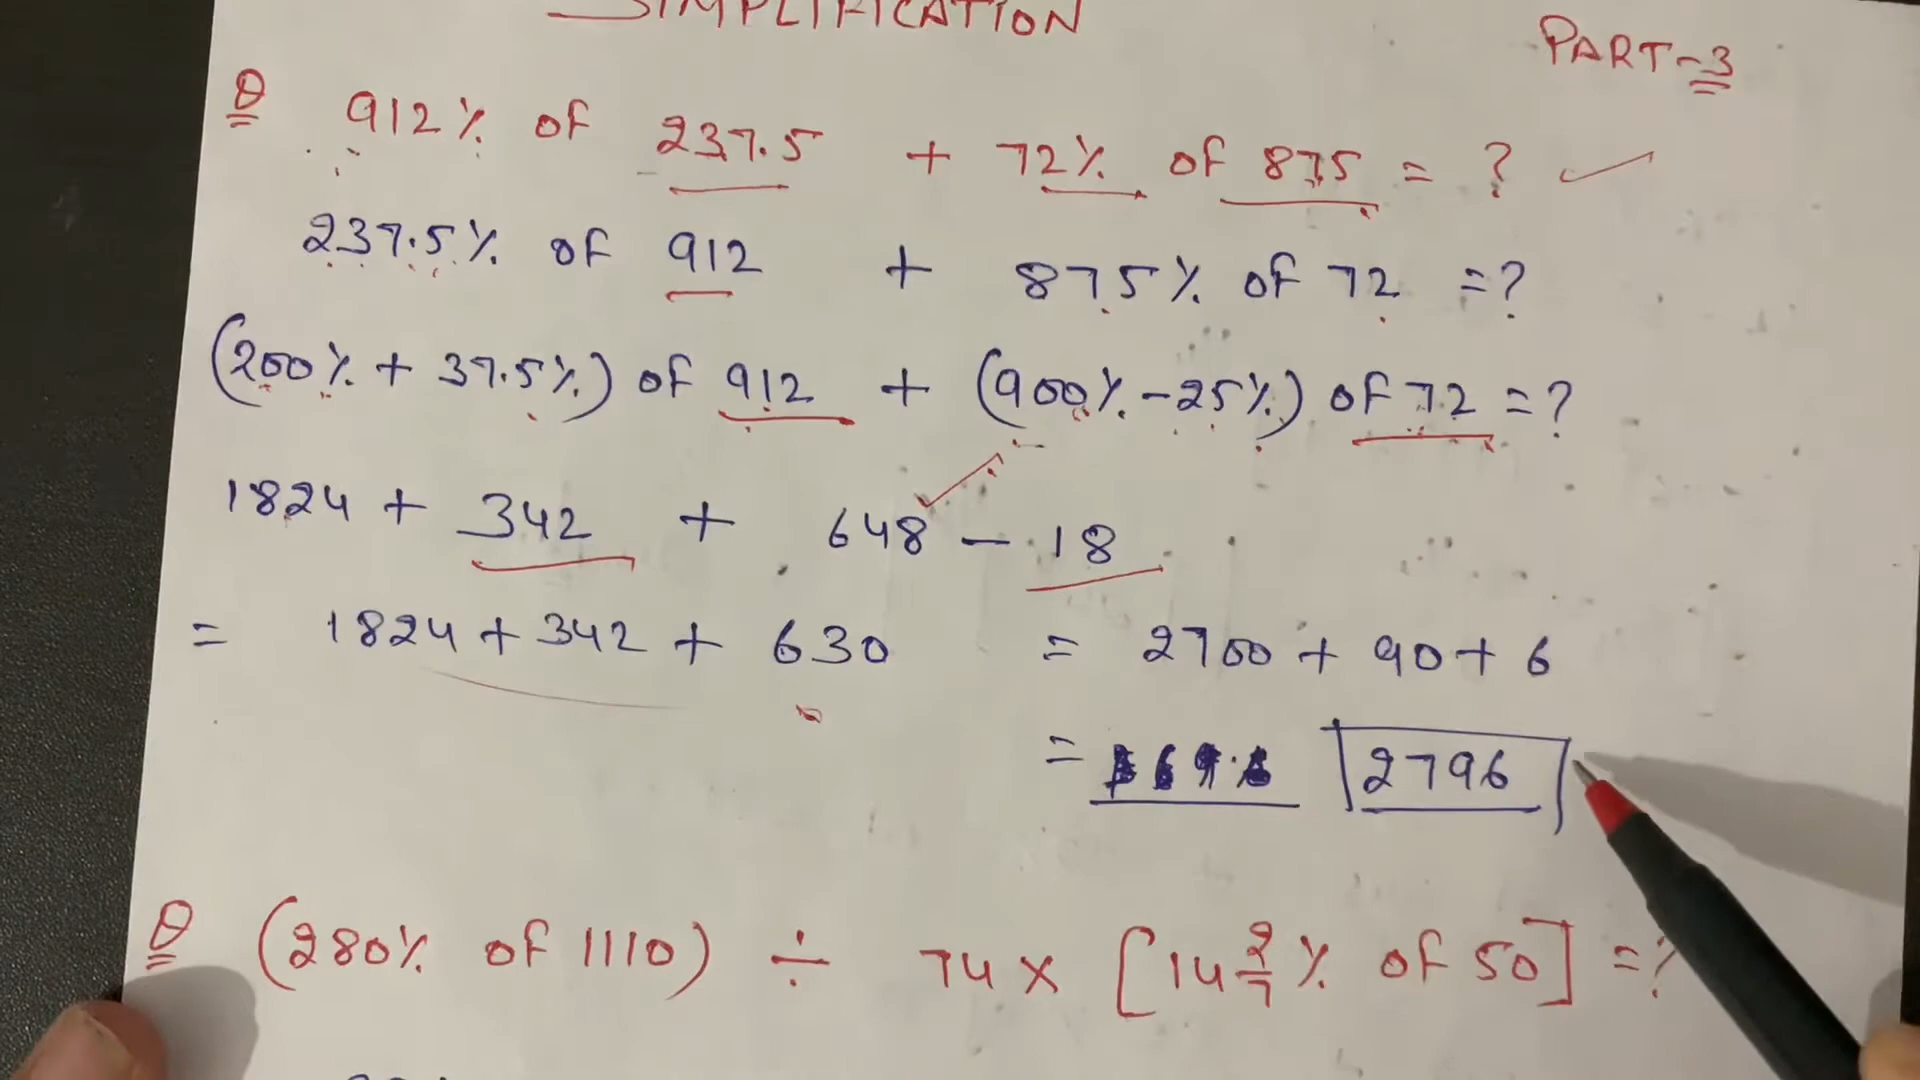 SIMPLIFICATION
PART-3
Q 912% of 237.5 + 72% of 875 = ?
237.5% of 912 + 875% of 72 = ?
(200% + 37.5%) of 912 + (900% - 25%) of 72 = ?
1824 + 342 + 648 - 18
= 1824 + 342 + 630 = 2700 + 90 + 6
= 2796
Q (280% of 1110) ÷ 74 x [14 2/7 % of 50] = ?